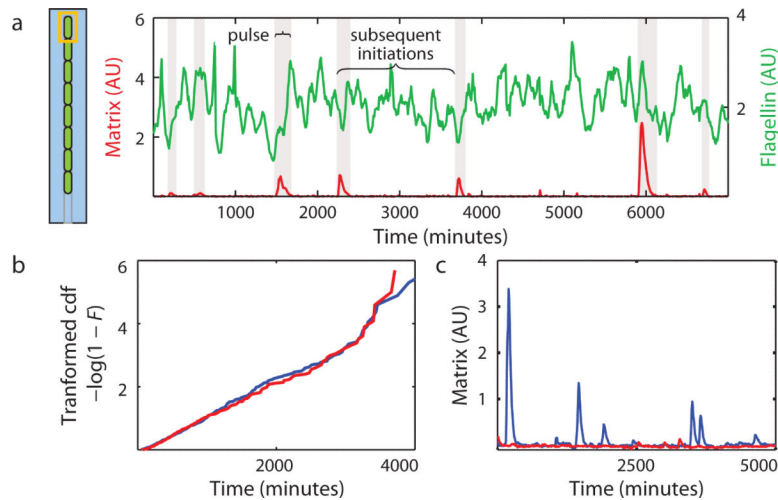 a
pulse
subsequent
initiations
Matrix (AU)
6
4
2
Flagellin (AU)
4
2
0
1000 2000 3000 4000 5000 6000
Time (minutes)
b
Tranformed cdf
–log(1 – F)
6
4
2
2000 4000
Time (minutes)
c
Matrix (AU)
4
3
2
1
2500 5000
Time (minutes)